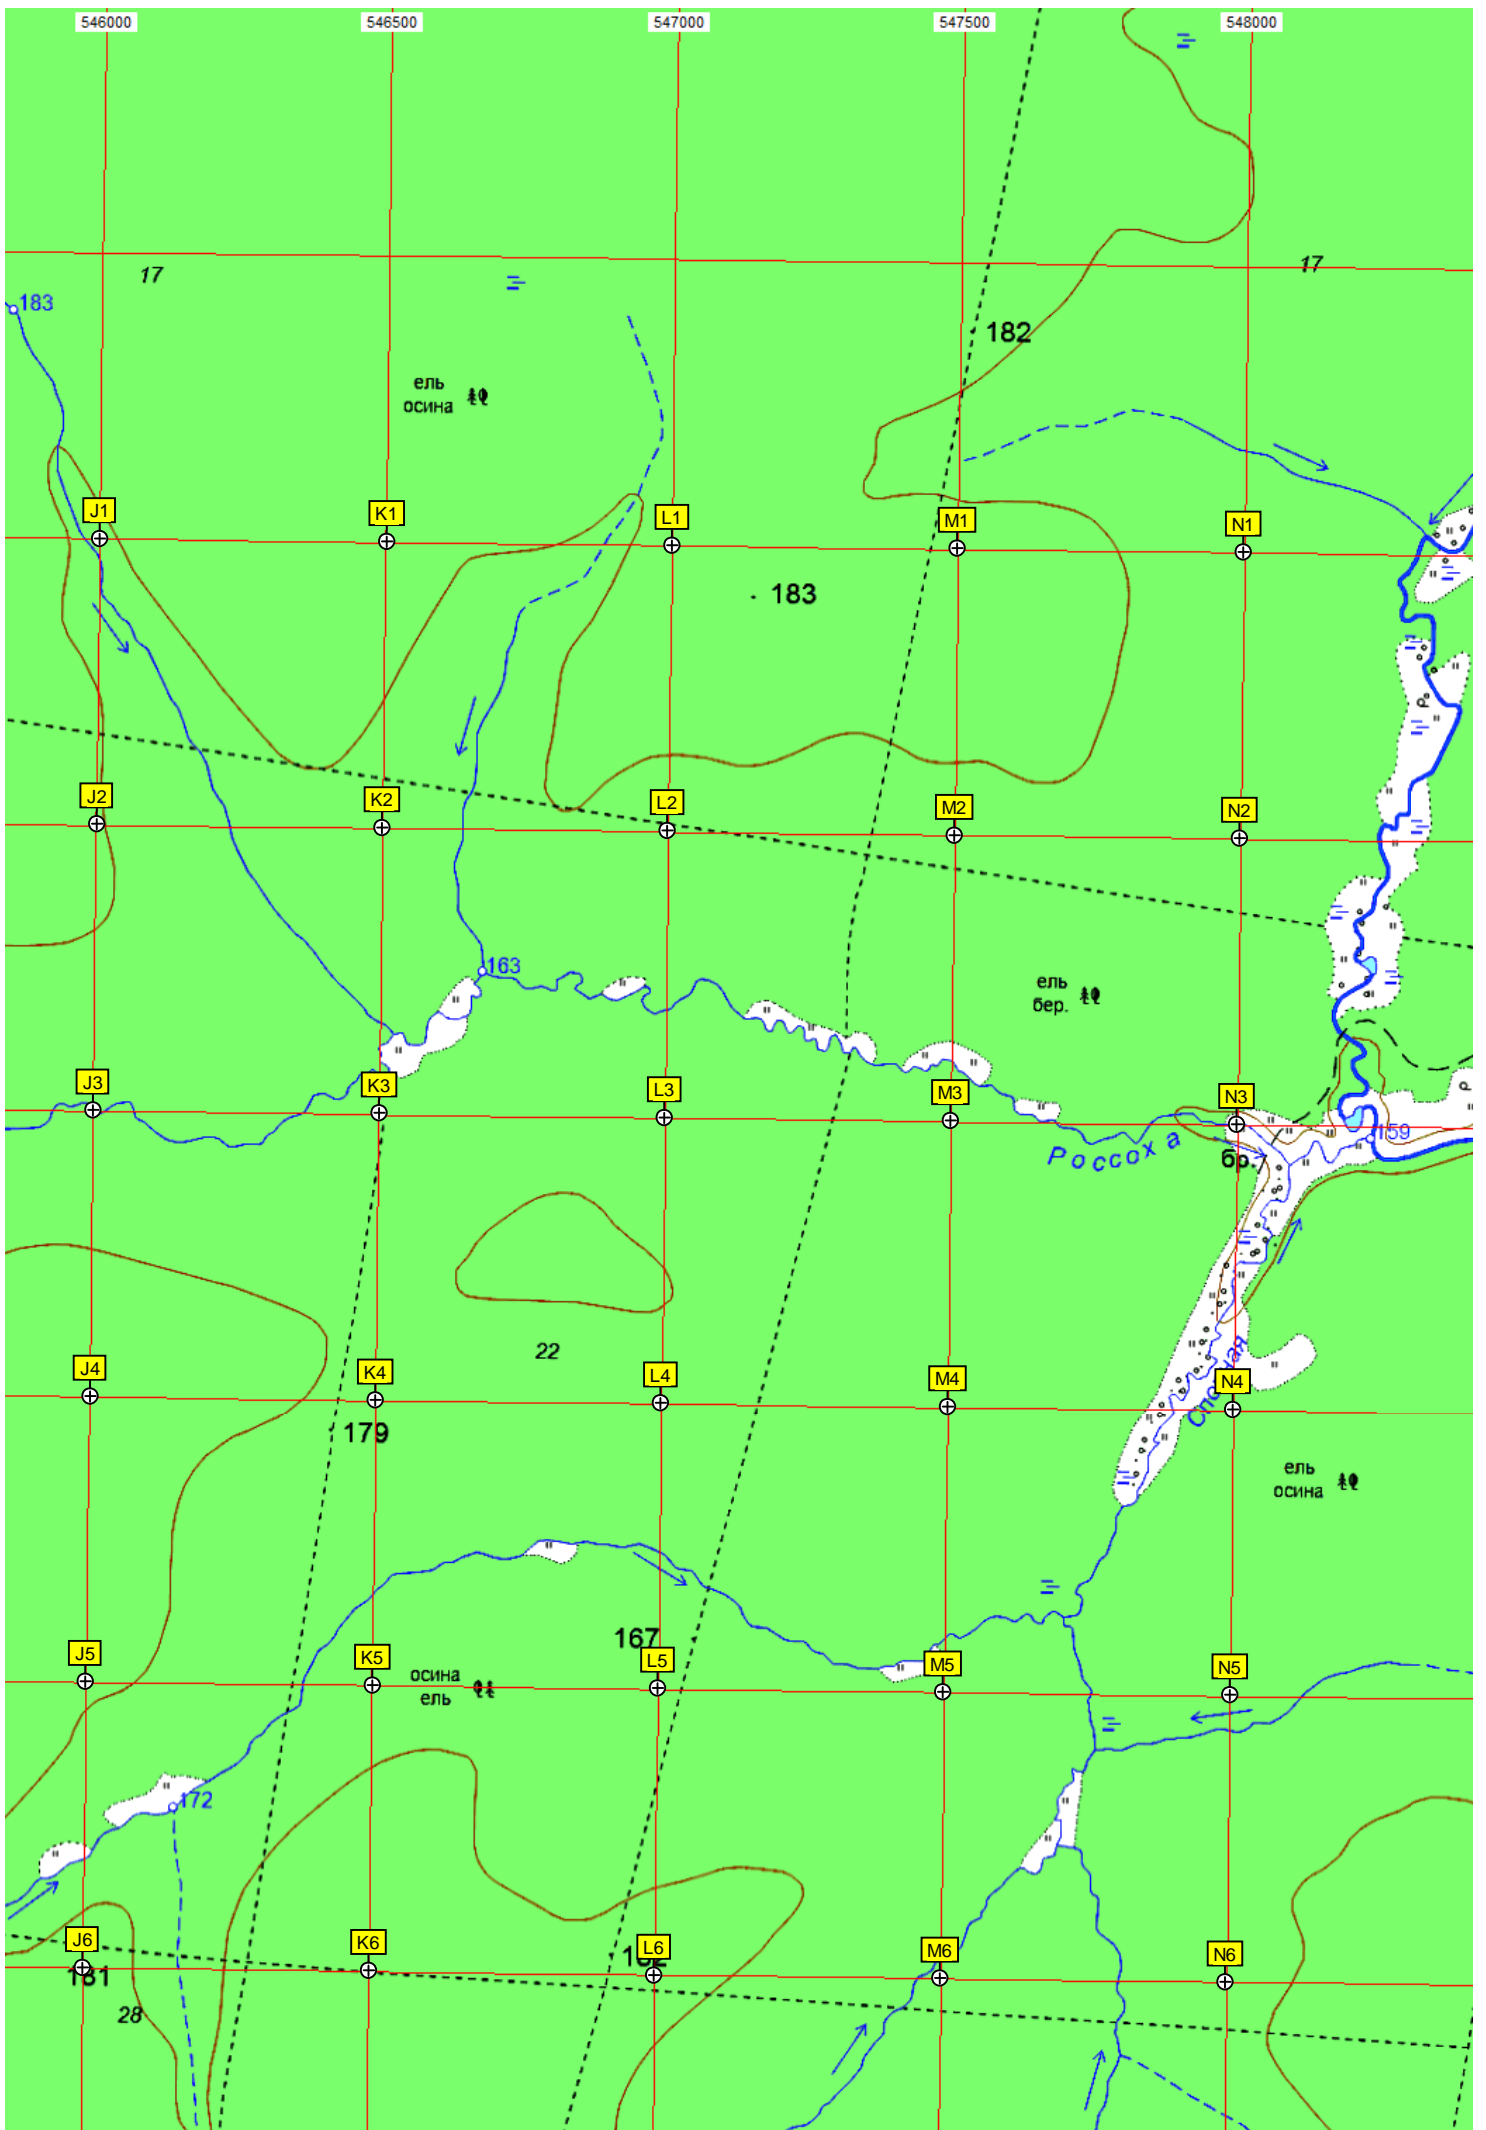 546000 546500 547000 547500 548000
17 17
183
182
ель
осина
J1 K1 L1 M1 N1
183
J2 K2 L2 M2 N2
163
ель
бер.
J3 K3 L3 M3 N3
159
Россоха
бр.
22
J4 K4 L4 M4 N4
179
ель
осина
167
J5 K5 L5 M5 N5
осина
ель
172
J6 K6 L6 M6 N6
181
28